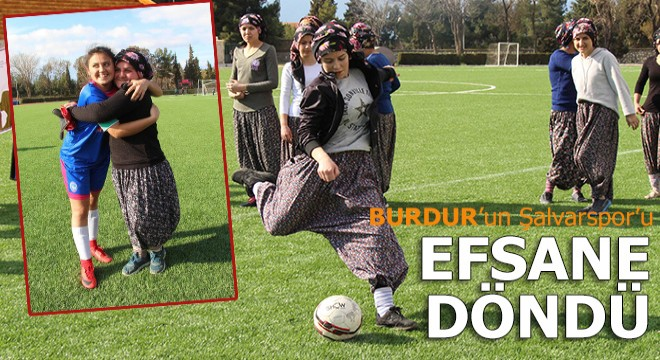 BURDUR'un Şalvarspor'u
EFSANE
DÖNDÜ